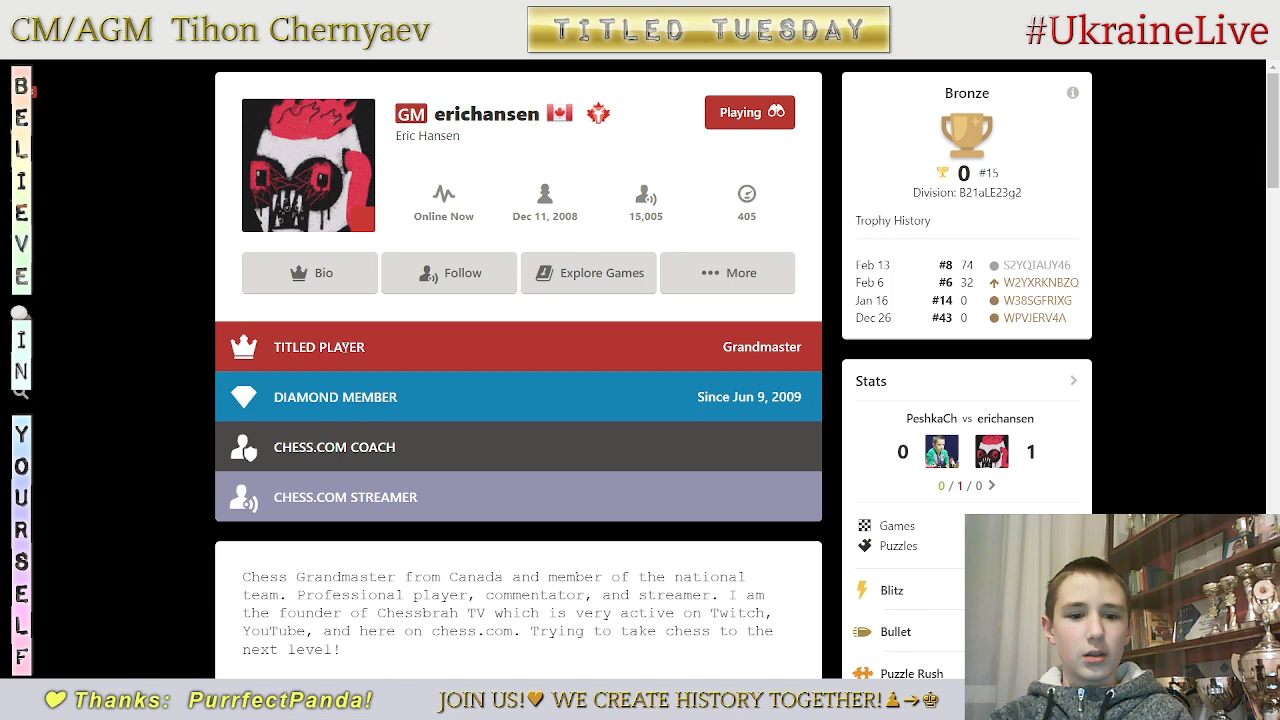 CM/AGM Tihon Chernyaev
TITLED TUESDAY
#UkraineLive
BELIEVE
IN
YOURSELF
GM erichansen
Eric Hansen
Playing
Online Now
Dec 11, 2008
15,005
405
Bio
Follow
Explore Games
More
TITLED PLAYER
Grandmaster
DIAMOND MEMBER
Since Jun 9, 2009
CHESS.COM COACH
CHESS.COM STREAMER
Chess Grandmaster from Canada and member of the national
team. Professional player, commentator, and streamer. I am
the founder of Chessbrah TV which is very active on Twitch,
YouTube, and here on chess.com. Trying to take chess to the
next level!
Bronze
0 #15
Division: B21aLE23g2
Trophy History
Feb 13 #8 74 S2YQTAUY46
Feb 6 #6 32 W2YXRKNBZQ
Jan 16 #14 0 W38SGFRIXG
Dec 26 #43 0 WPVJERV4A
Stats
PeshkaCh vs erichansen
0 1
0 / 1 / 0
Games
Puzzles
Blitz
Bullet
Puzzle Rush
Thanks: PurrfectPanda!
JOIN US! WE CREATE HISTORY TOGETHER!